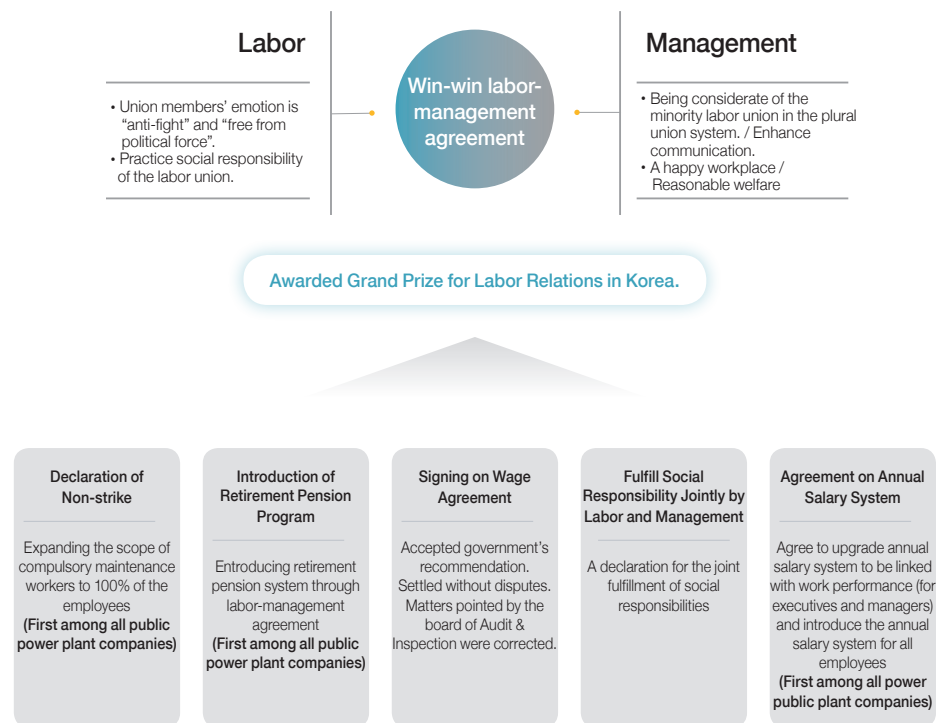 Labor
• Union members' emotion is
“anti-fight” and “free from
political force”.
• Practice social responsibility
of the labor union.
Win-win labor-
management
agreement
Management
• Being considerate of the
minority labor union in the plural
union system. / Enhance
communication.
• A happy workplace /
Reasonable welfare
Awarded Grand Prize for Labor Relations in Korea.
Declaration of
Non-strike
Expanding the scope of
compulsory maintenance
workers to 100% of the
employees
(First among all public
power plant companies)
Introduction of
Retirement Pension
Program
Entroducing retirement
pension system through
labor-management
agreement
(First among all public
power plant companies)
Signing on Wage
Agreement
Accepted government's
recommendation.
Settled without disputes.
Matters pointed by the
board of Audit &
Inspection were corrected.
Fulfill Social
Responsibility Jointly by
Labor and Management
A declaration for the joint
fulfillment of social
responsibilities
Agreement on Annual
Salary System
Agree to upgrade annual
salary system to be linked
with work performance (for
executives and managers)
and introduce the annual
salary system for all
employees
(First among all power
public plant companies)